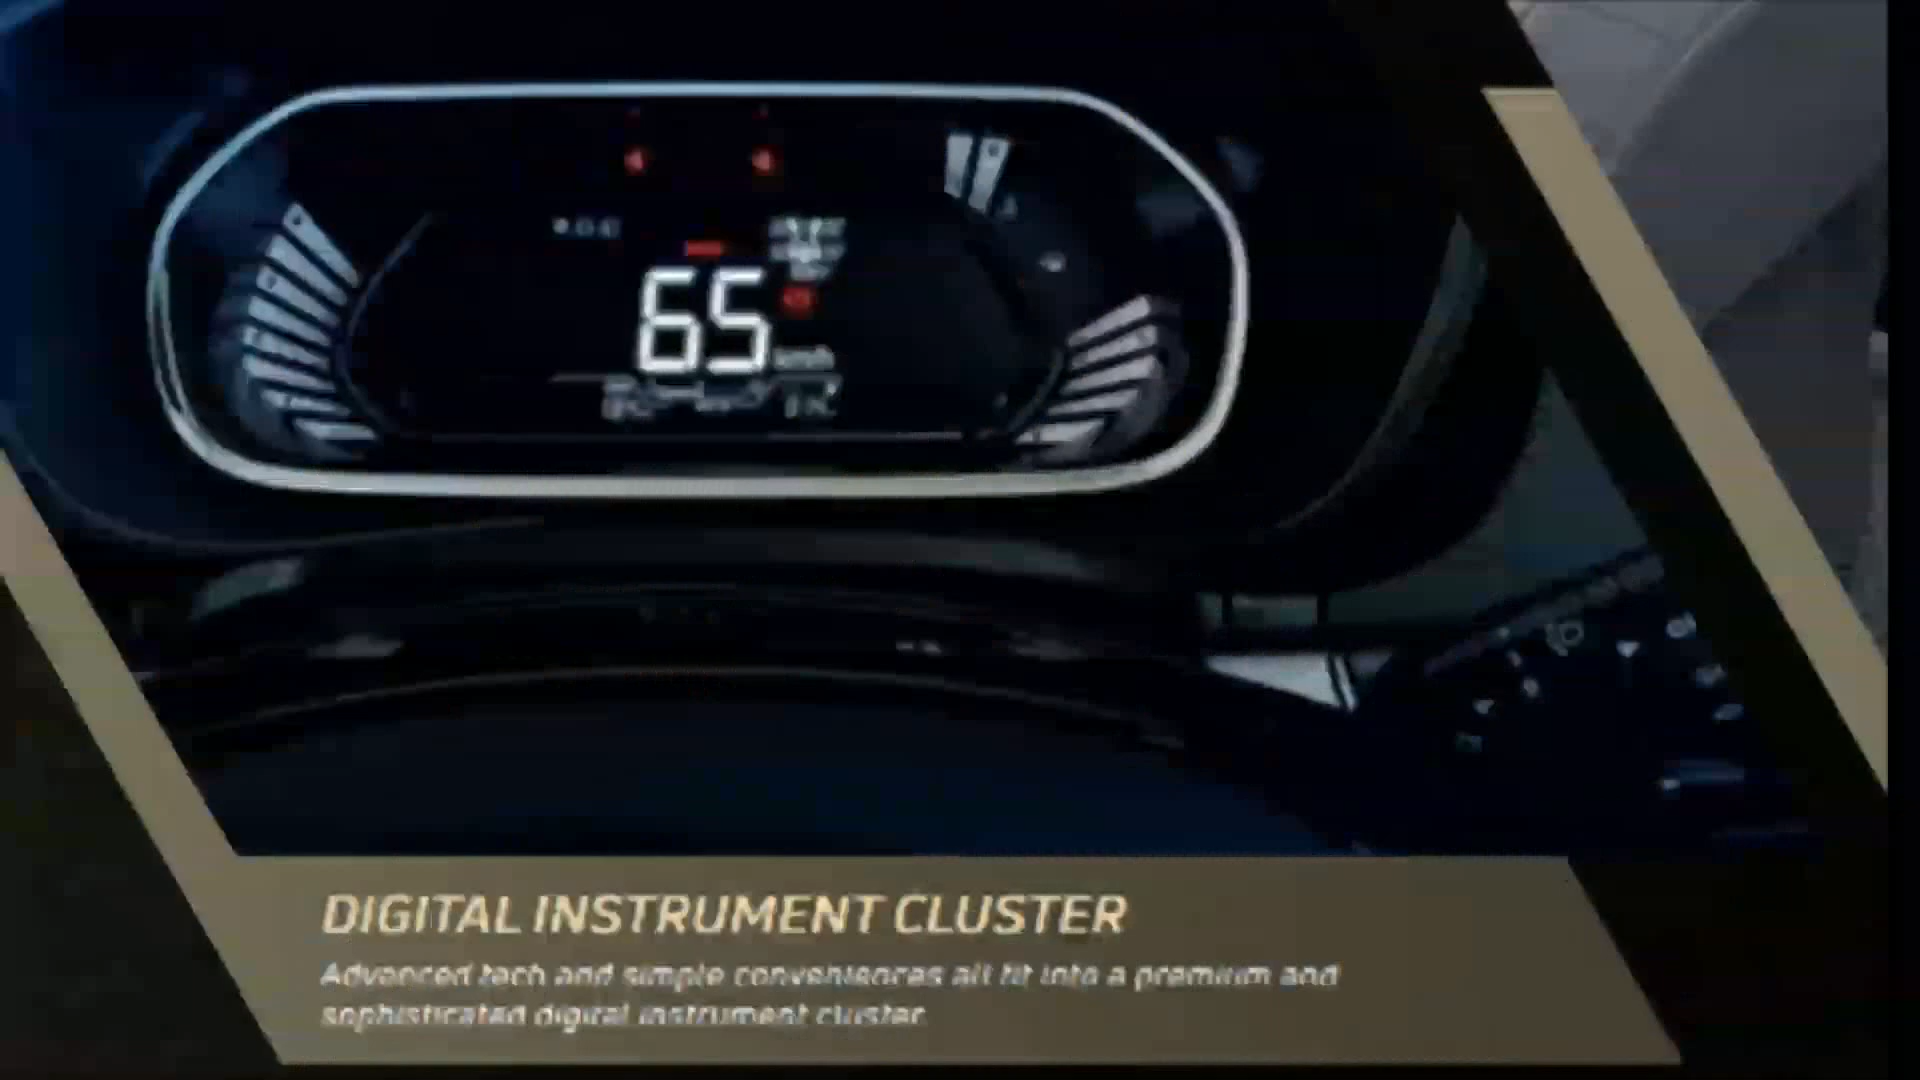 65
km/h
DIGITAL INSTRUMENT CLUSTER
Advanced tech and simple conveniences all fit into a premium and
sophisticated digital instrument cluster.